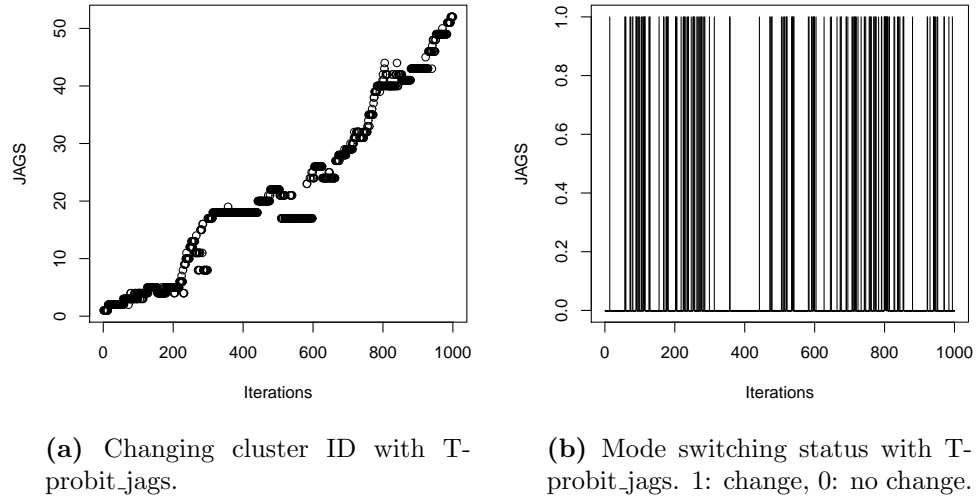 JAGS
50
40
30
20
10
0
0 200 400 600 800 1000
Iterations
JAGS
1.0
0.8
0.6
0.4
0.2
0.0
0 200 400 600 800 1000
Iterations
(a) Changing cluster ID with T-
probit_jags.
(b) Mode switching status with T-
probit_jags. 1: change, 0: no change.